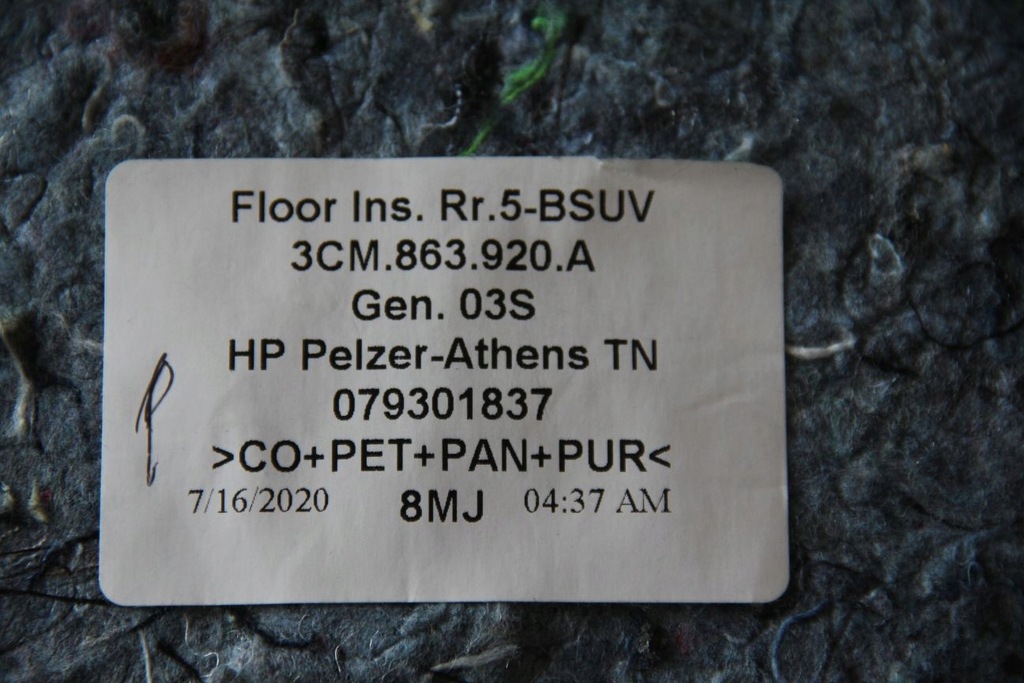 Floor Ins. Rr.5-BSUV
3CM.863.920.A
Gen. 03S
HP Pelzer-Athens TN
079301837
>CO+PET+PAN+PUR<
7/16/2020 8MJ 04:37 AM